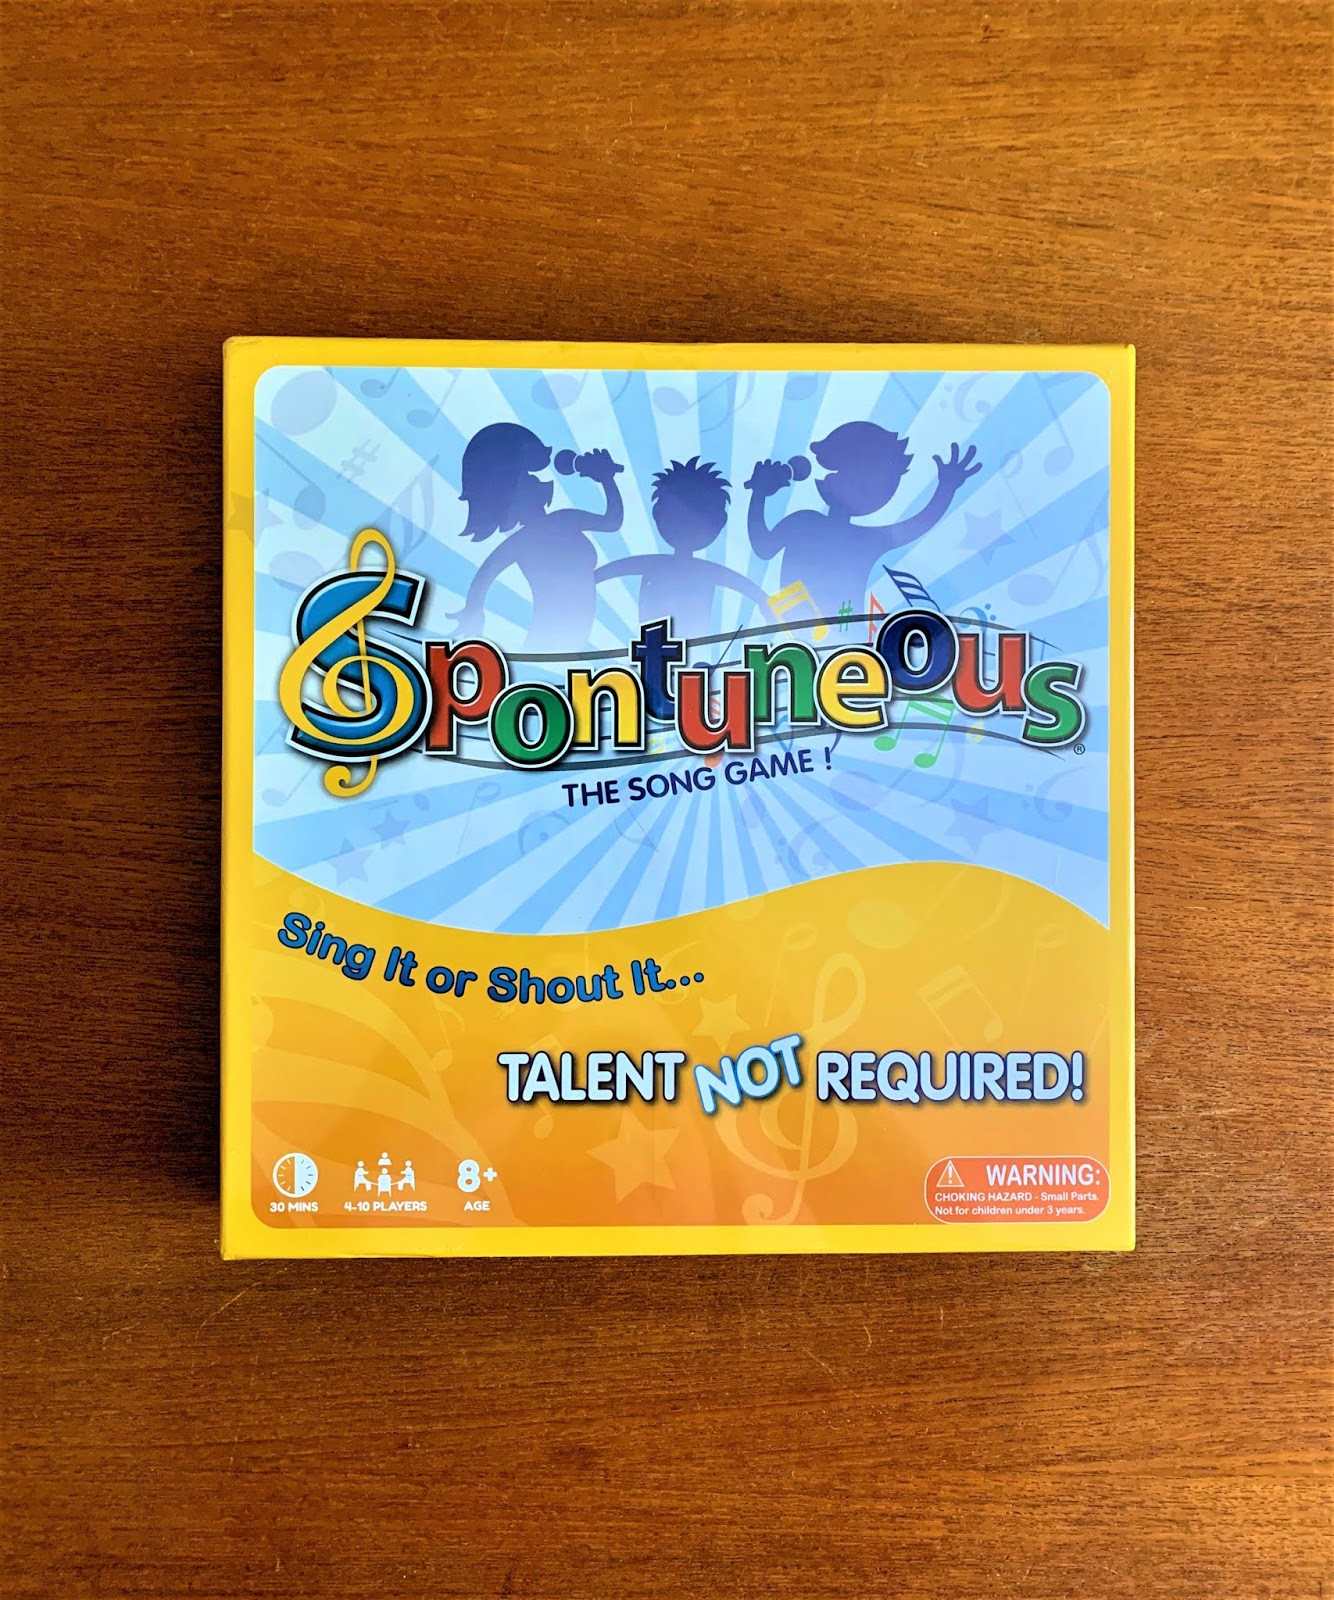 Spontuneous®
THE SONG GAME !
Sing It or Shout It...
TALENT NOT REQUIRED!
30 MINS
4-10 PLAYERS
8+
AGE
WARNING:
CHOKING HAZARD - Small Parts.
Not for children under 3 years.